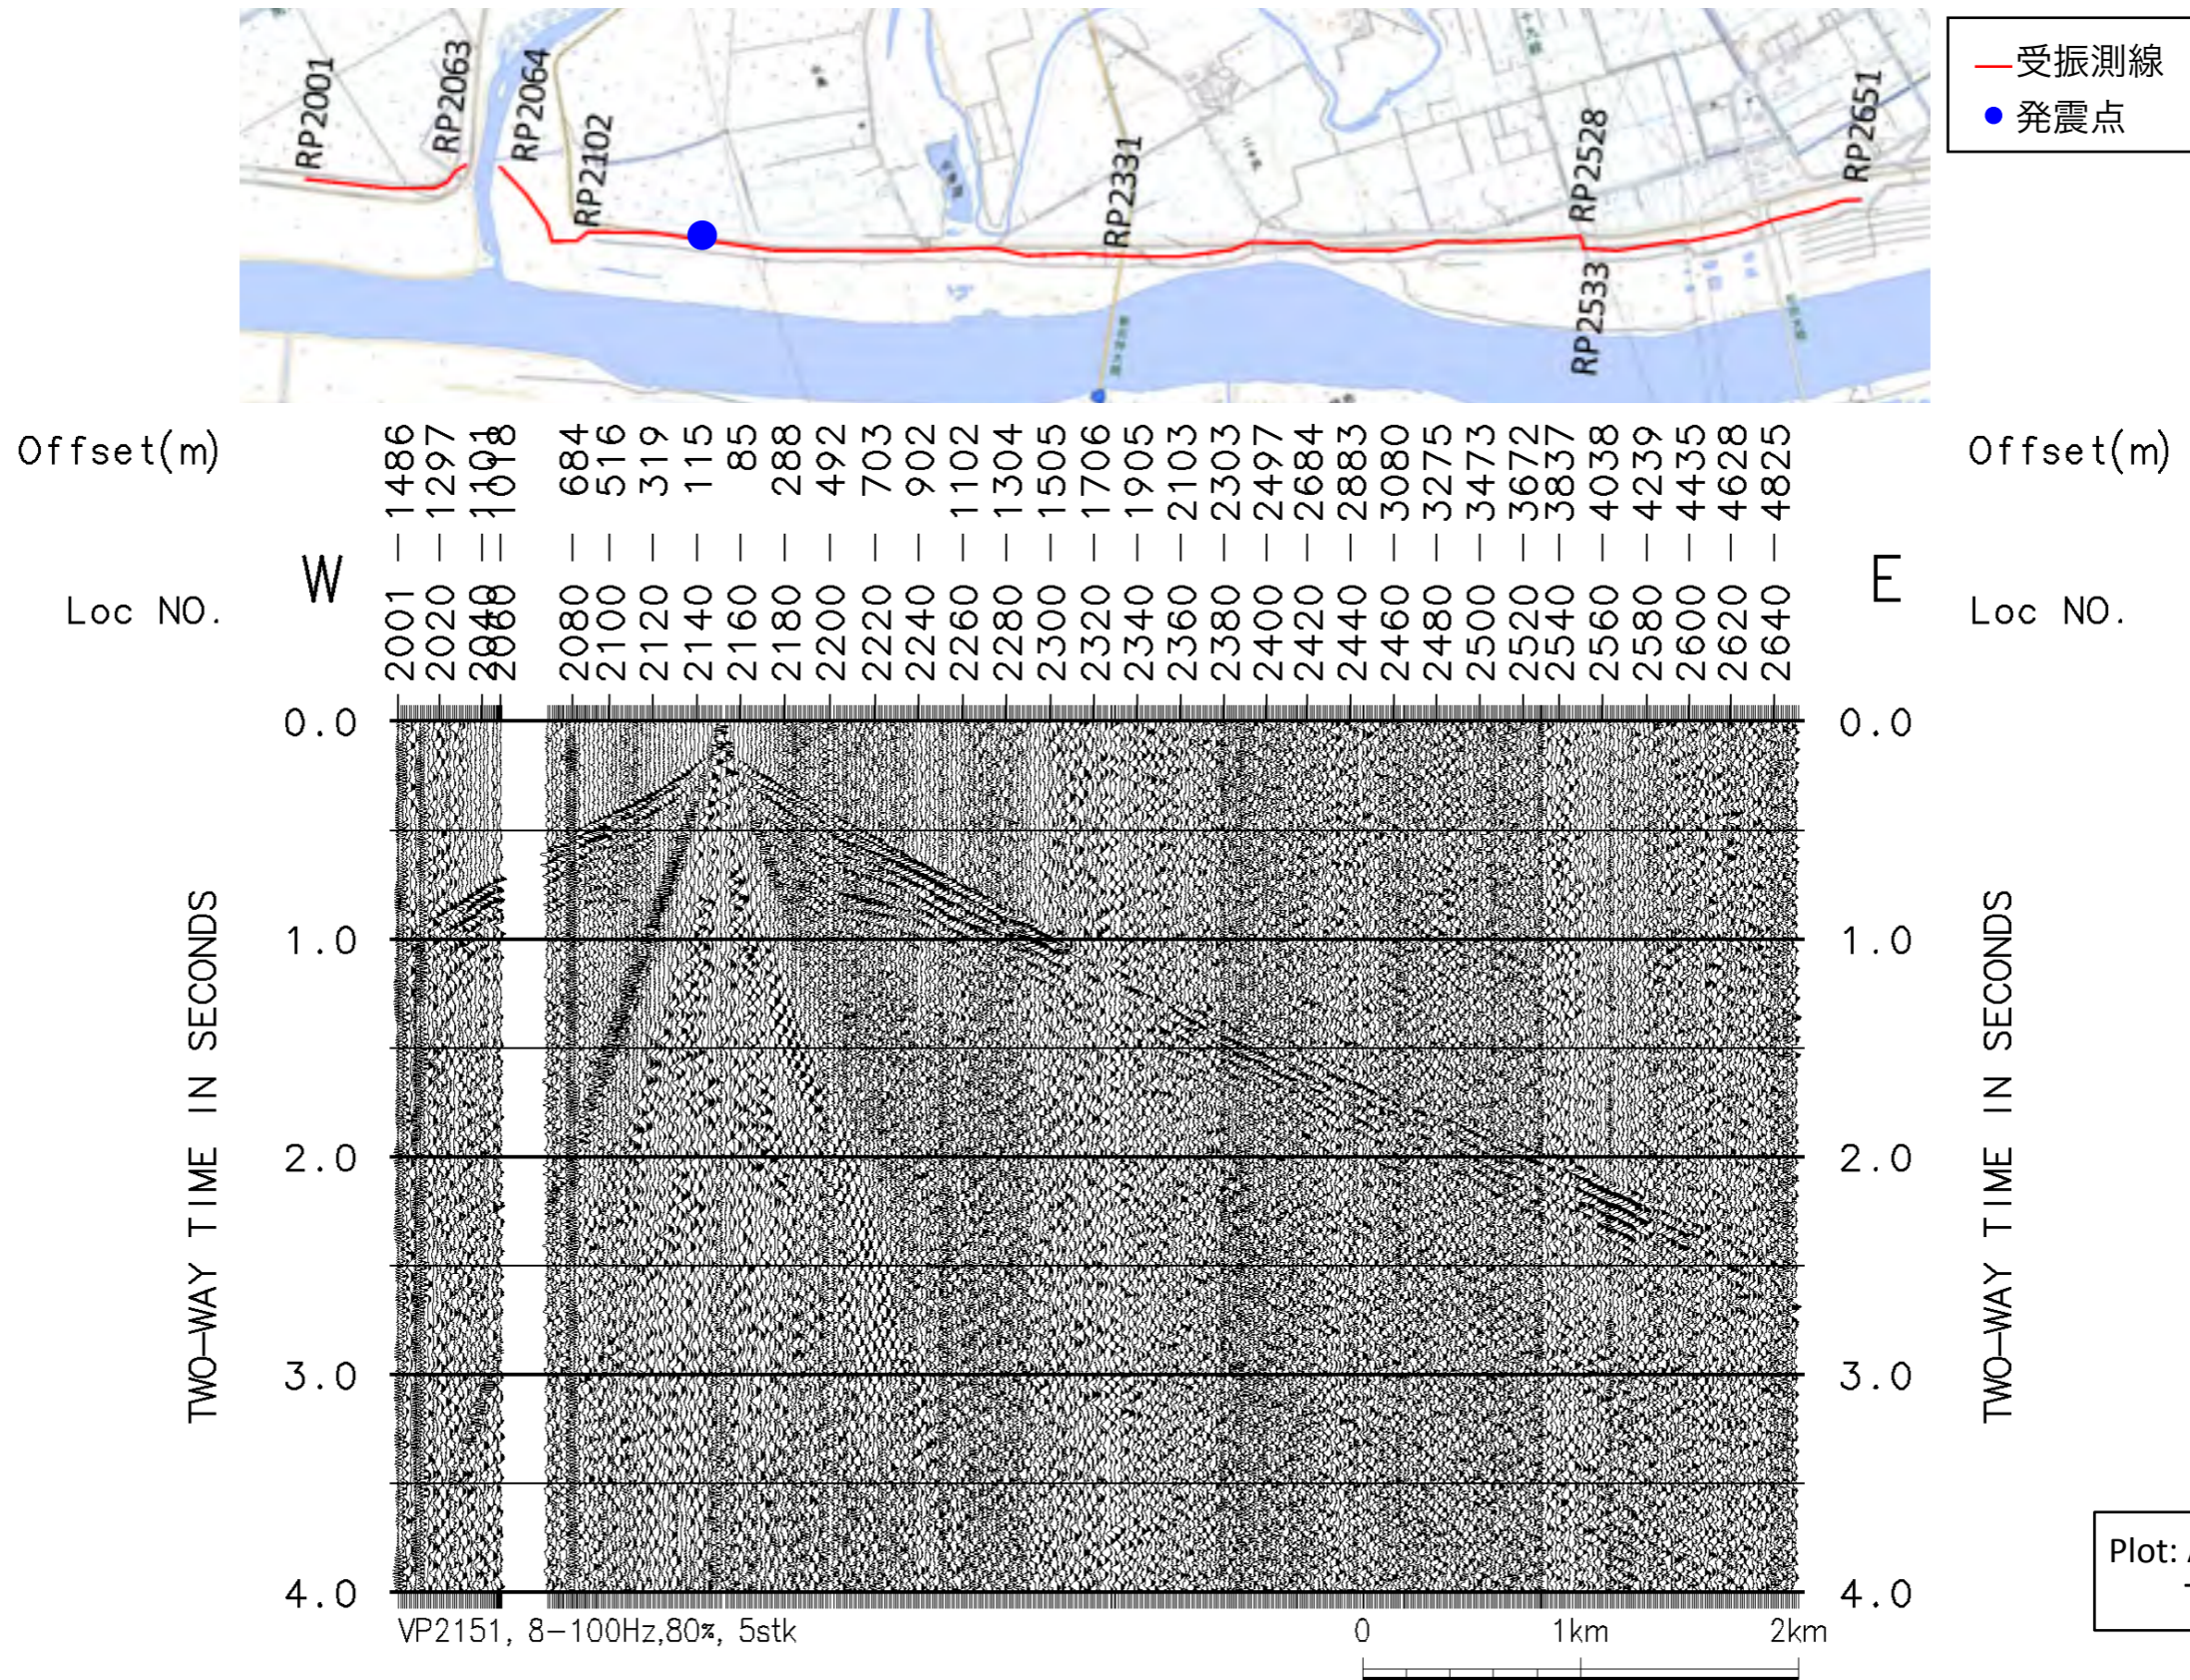 RP2001
RP2063
RP2064
RP2102
RP2331
RP2528
RP2533
RP2651
受振測線
発震点
Offset(m) 1486 1297 1101 1018 684 516 319 115 85 288 492 703 902 1102 1304 1505 1706 1905 2103 2303 2497 2684 2883 3080 3275 3473 3672 3837 4038 4239 4435 4628 4825 Offset(m)
W E
Loc NO. 2001 2020 2040 2060 2080 2100 2120 2140 2160 2180 2200 2220 2240 2260 2280 2300 2320 2340 2360 2380 2400 2420 2440 2460 2480 2500 2520 2540 2560 2580 2600 2620 2640 Loc NO.
0.0 0.0
1.0 1.0
2.0 2.0
3.0 3.0
4.0 4.0
TWO-WAY TIME IN SECONDS
TWO-WAY TIME IN SECONDS
Plot:
VP2151, 8-100Hz,80%, 5stk
0 1km 2km